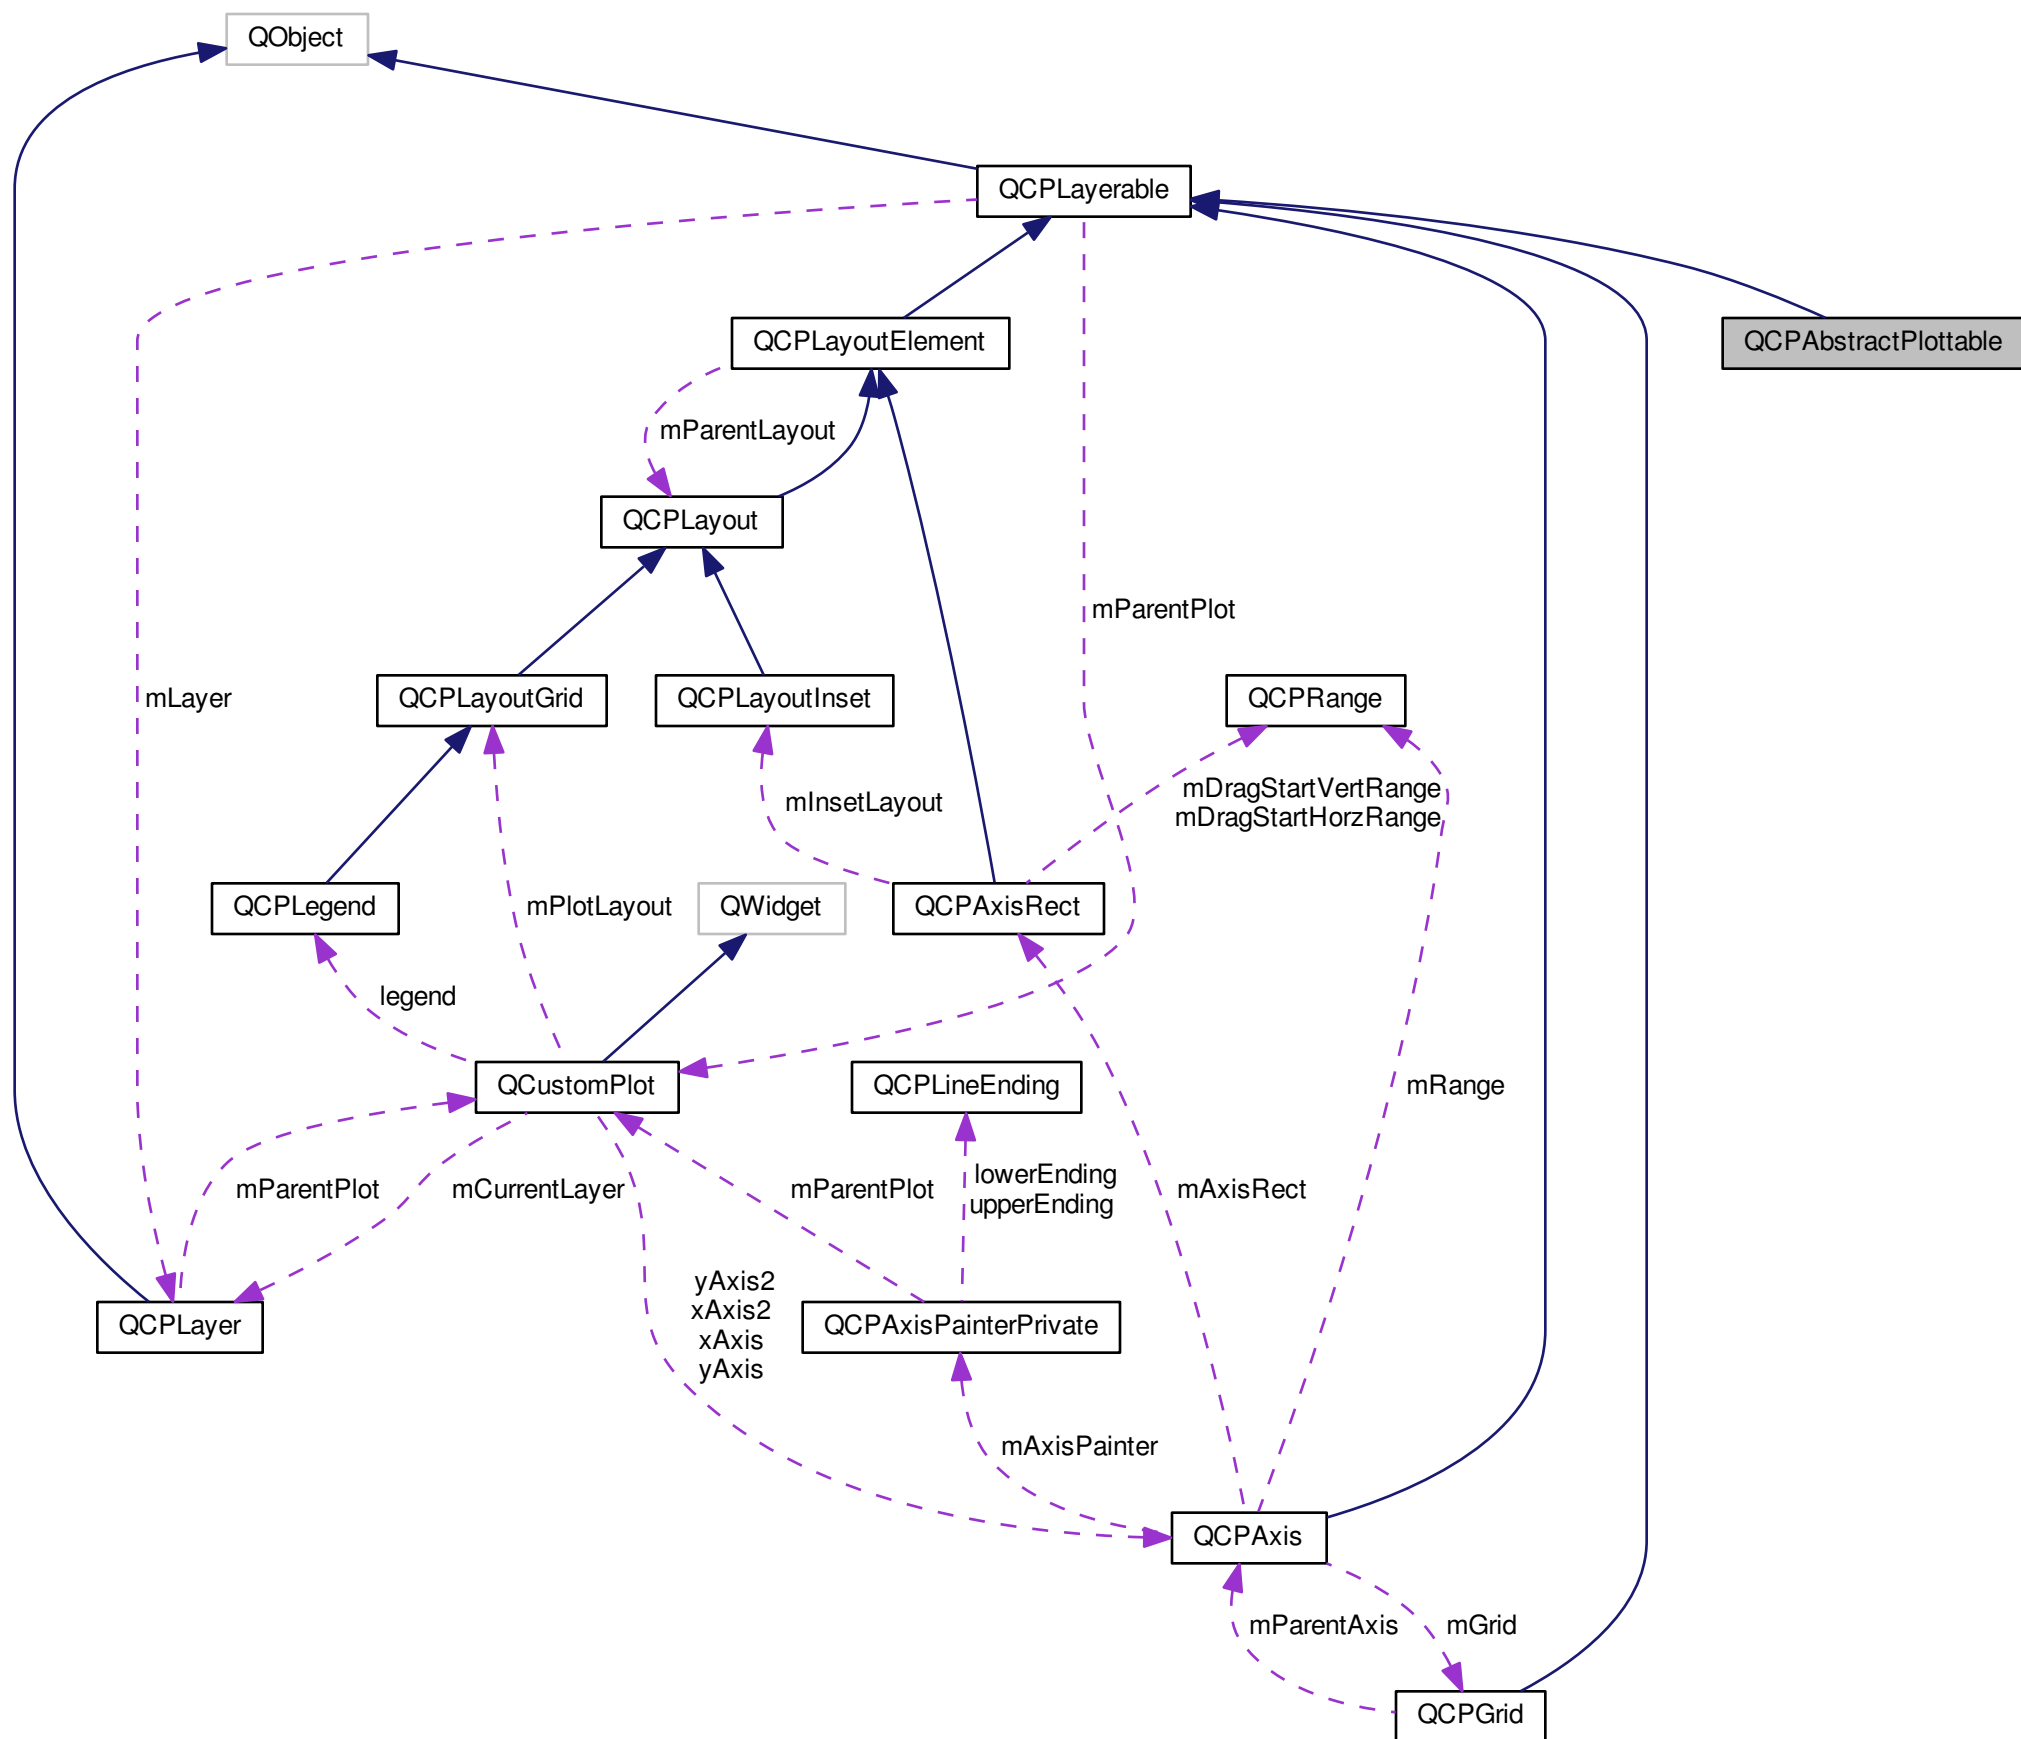 QObject
QCPLayerable
QCPLayoutElement
QCPAbstractPlottable
mParentLayout
QCPLayout
mParentPlot
mLayer
QCPLayoutGrid
QCPLayoutInset
QCPRange
mDragStartVertRange
mDragStartHorzRange
mInsetLayout
QCPLegend
mPlotLayout
QWidget
QCPAxisRect
legend
QCustomPlot
QCPLineEnding
mRange
mParentPlot
mCurrentLayer
mParentPlot
lowerEnding
upperEnding
mAxisRect
yAxis2
xAxis2
xAxis
yAxis
QCPLayer
QCPAxisPainterPrivate
mAxisPainter
QCPAxis
mParentAxis
mGrid
QCPGrid